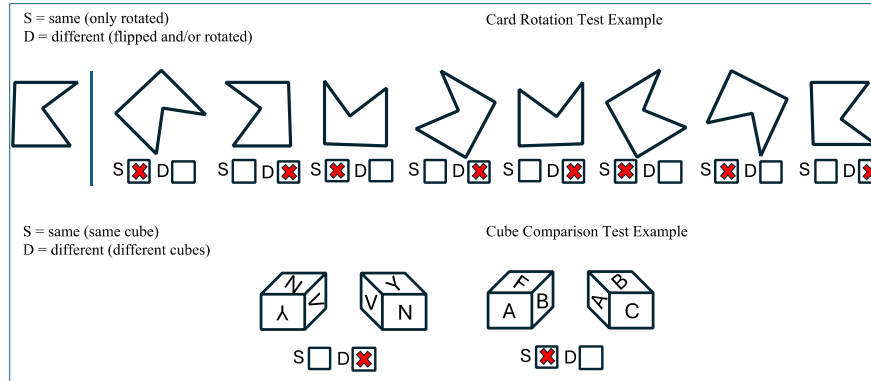 S = same (only rotated)
Card Rotation Test Example
D = different (flipped and/or rotated)
S D S D S D S D S D S D S D S D
S = same (same cube)
Cube Comparison Test Example
D = different (different cubes)
N Y F B
Y V V N A B A C
S D S D